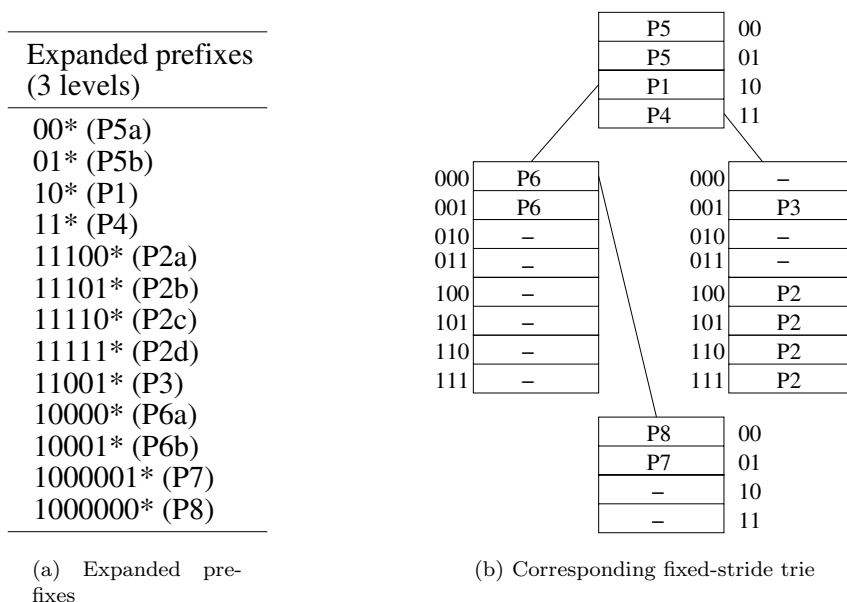 Expanded prefixes
(3 levels)
00* (P5a)
01* (P5b)
10* (P1)
11* (P4)
11100* (P2a)
11101* (P2b)
11110* (P2c)
11111* (P2d)
11001* (P3)
10000* (P6a)
10001* (P6b)
1000001* (P7)
1000000* (P8)
(a) Expanded pre-
fixes
P5 00
P5 01
P1 10
P4 11
000 P6
001 P6
010 –
011 –
100 –
101 –
110 –
111 –
000 –
001 P3
010 –
011 –
100 P2
101 P2
110 P2
111 P2
P8 00
P7 01
– 10
– 11
(b) Corresponding fixed-stride trie